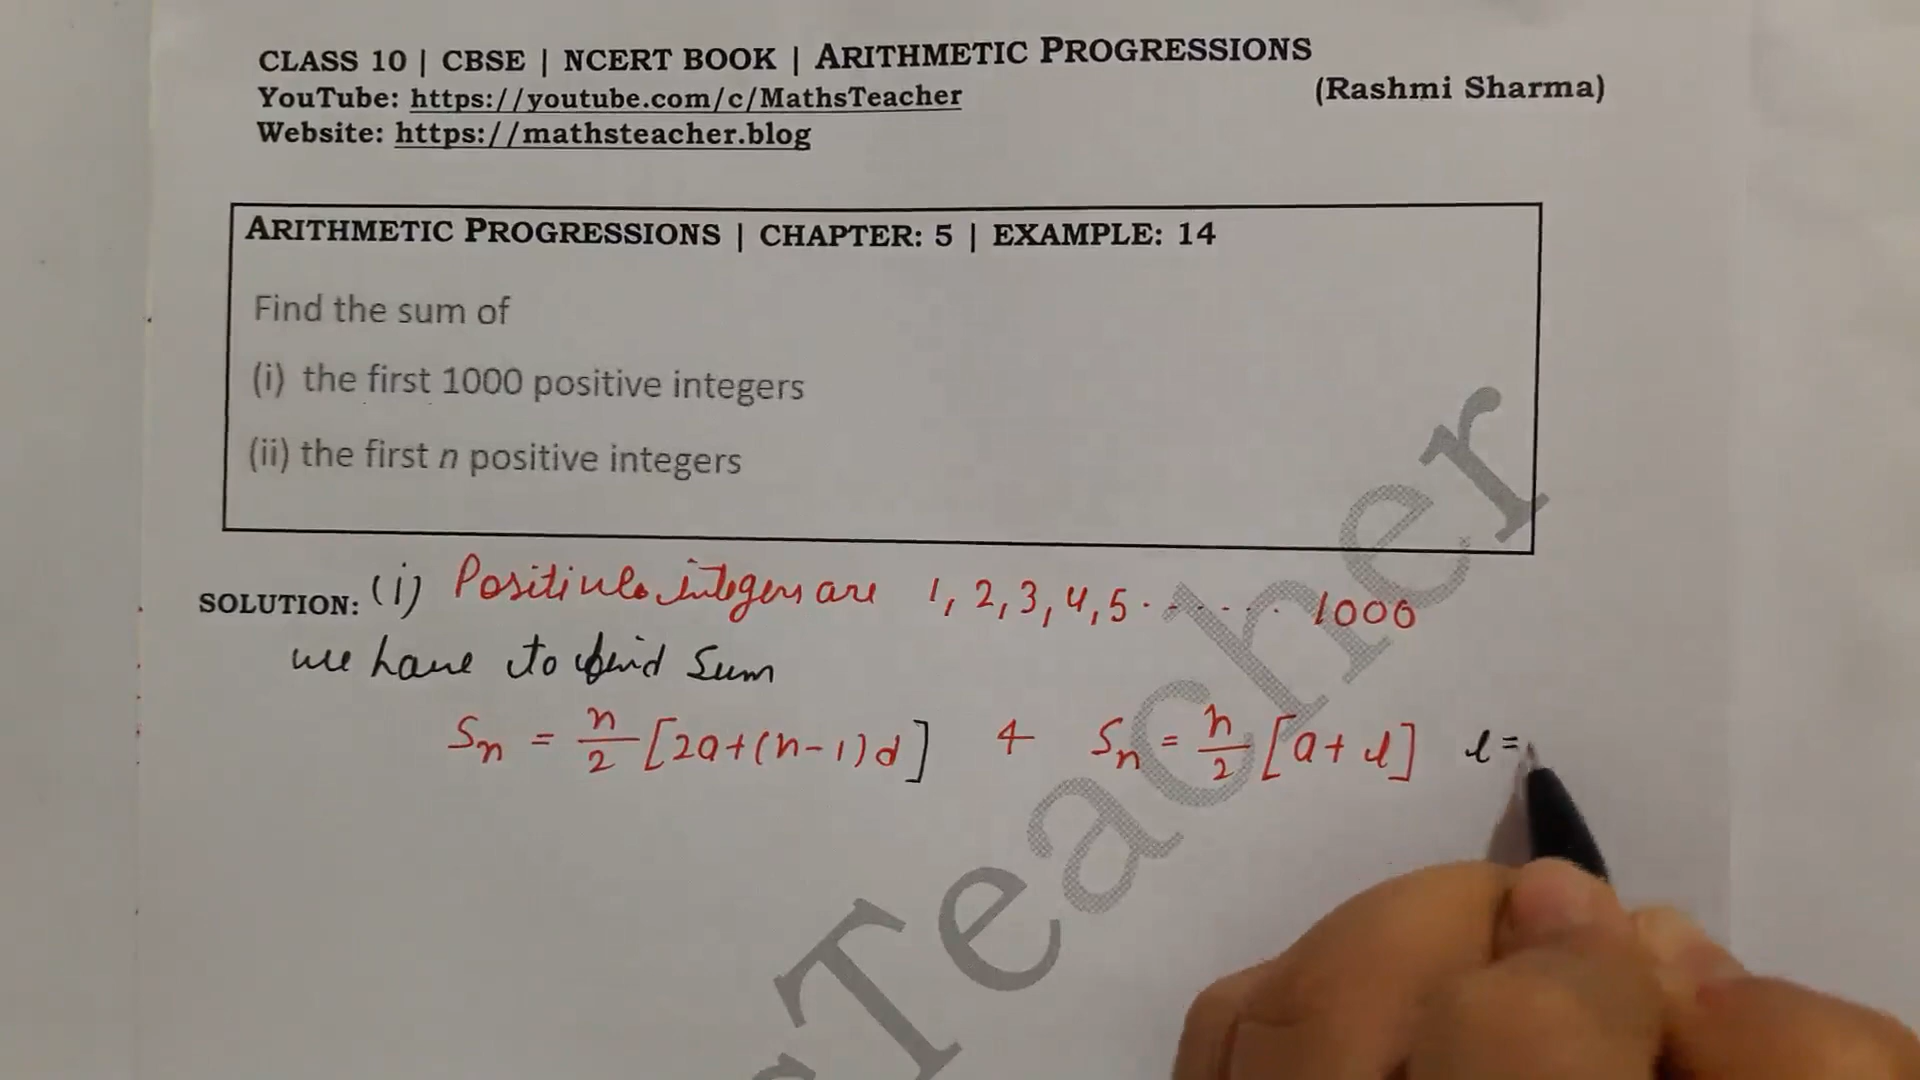 CLASS 10 | CBSE | NCERT BOOK | ARITHMETIC PROGRESSIONS
YouTube: https://youtube.com/c/MathsTeacher
(Rashmi Sharma)
Website: https://mathsteacher.blog
ARITHMETIC PROGRESSIONS | CHAPTER: 5 | EXAMPLE: 14
Find the sum of
(i) the first 1000 positive integers
(ii) the first n positive integers
SOLUTION: (i) Positive integers are 1, 2, 3, 4, 5 ....... 1000
we have to find Sum
Sn = n/2 [2a+(n-1)d] & Sn = n/2 [a+l] l =
sTeacher